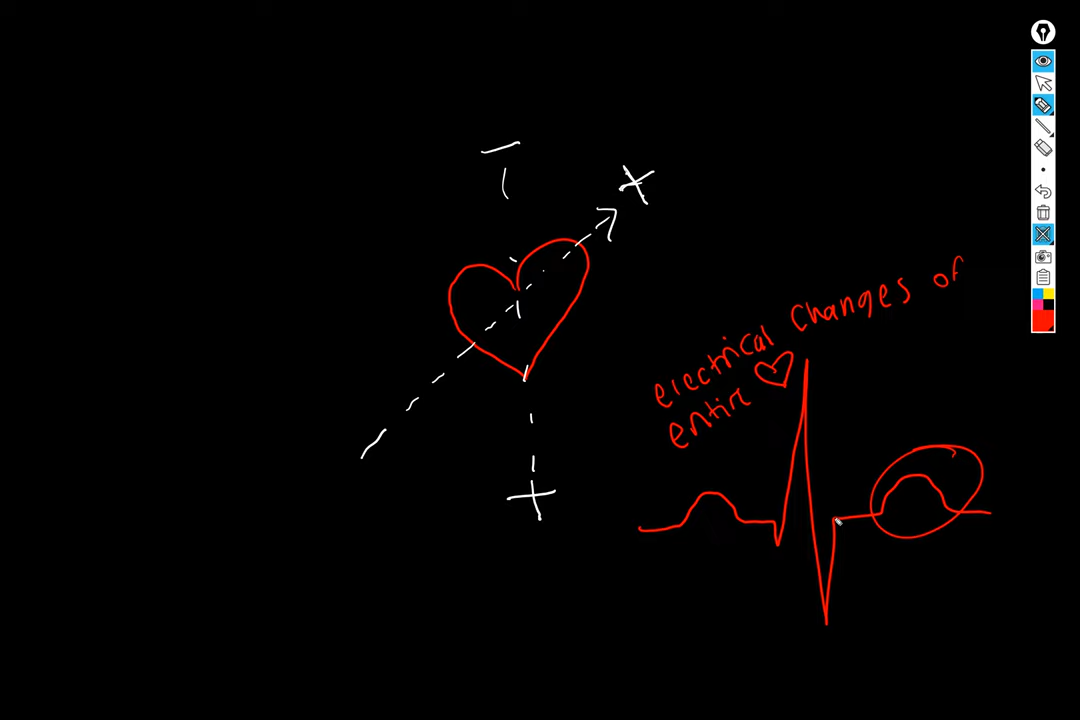 −
+
electrical changes of
entire ♡
+